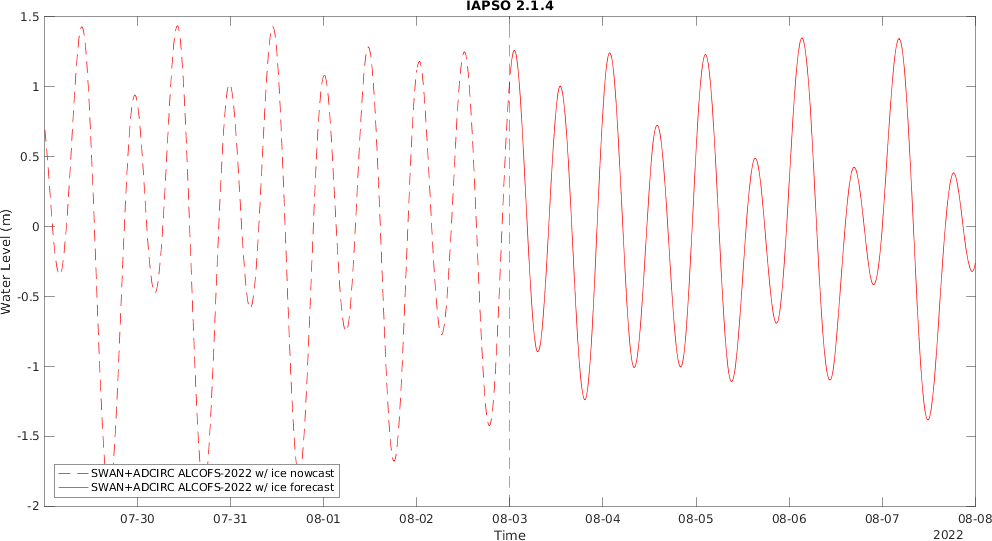 IAPSO 2.1.4
1.5
1
0.5
0
-0.5
-1
-1.5
-2
Water Level (m)
SWAN+ADCIRC ALCOFS-2022 w/ ice nowcast
SWAN+ADCIRC ALCOFS-2022 w/ ice forecast
07-30 07-31 08-01 08-02 08-03 08-04 08-05 08-06 08-07 08-08
Time
2022